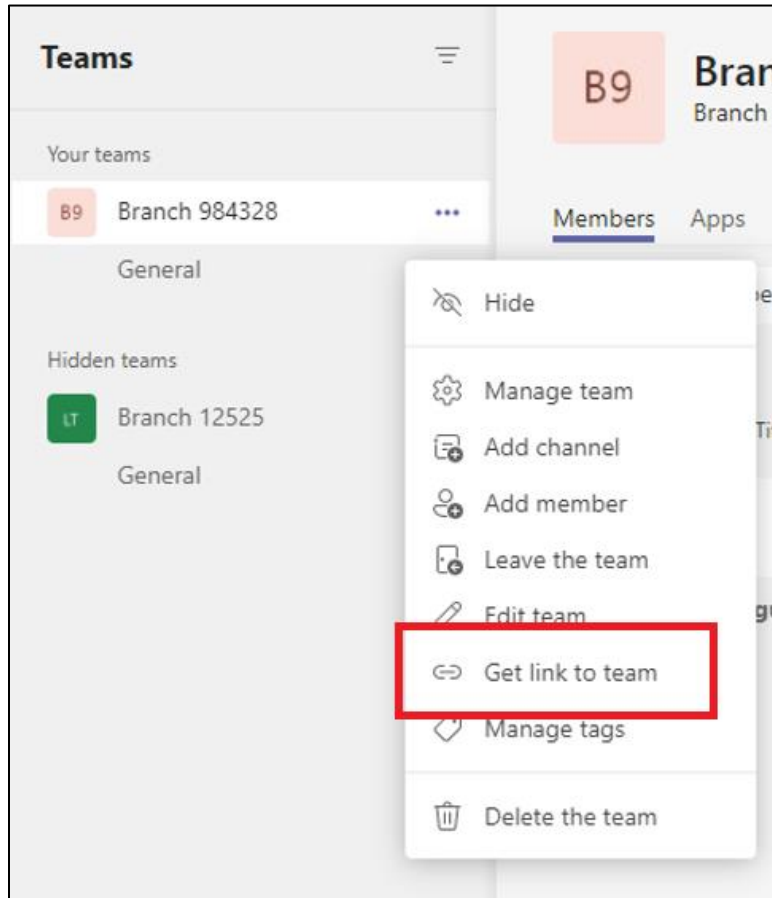 Teams
Your teams
B9 Branch 984328
General
Hidden teams
LT Branch 12525
General
B9
Branch
Members Apps
Hide
Manage team
Add channel
Add member
Leave the team
Edit team
Get link to team
Manage tags
Delete the team